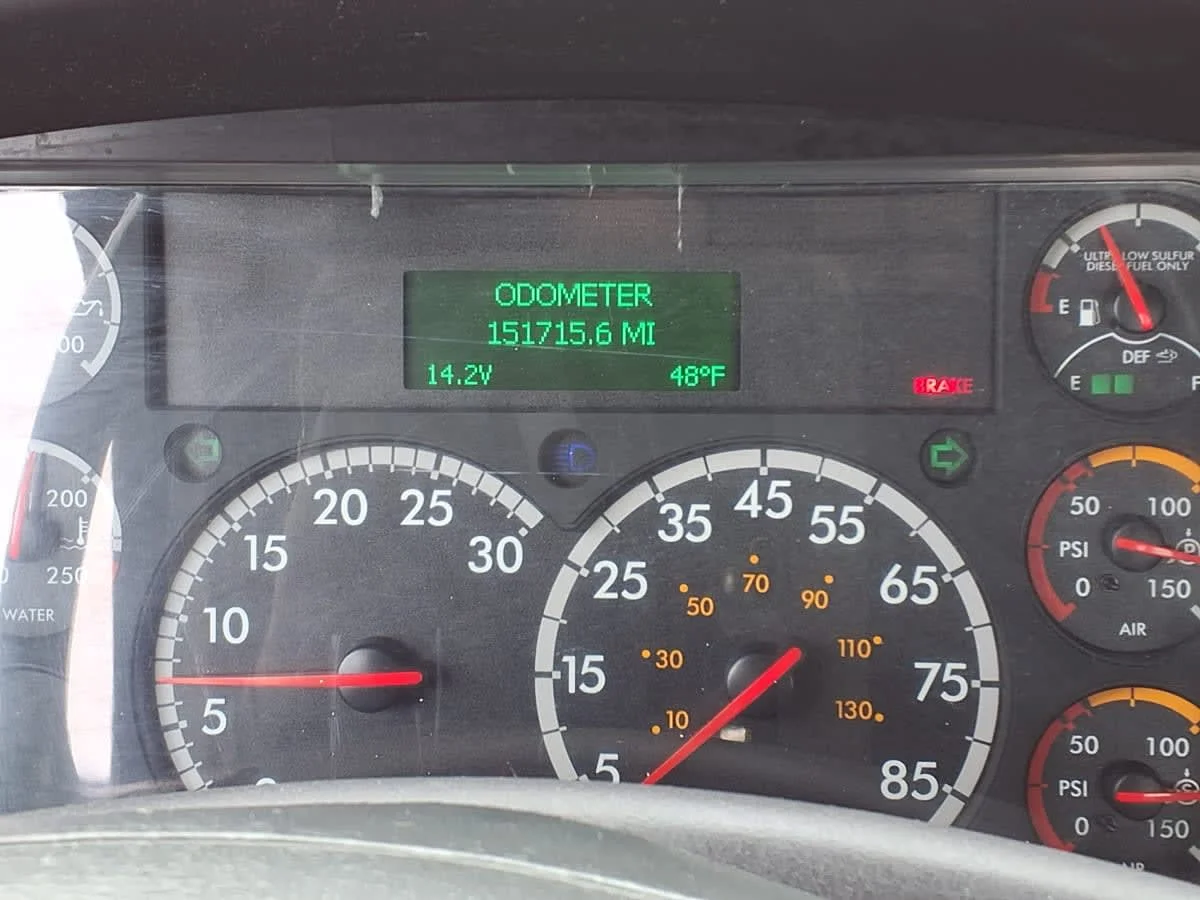 ODOMETER
151715.6 MI
14.2V 48°F
BRAKE
ULTRA LOW SULFUR
DIESEL FUEL ONLY
E
DEF
E F
00
200
250
WATER
5
10
15
20
25
30
5
15
25
35
45
55
65
75
85
10
30
50
70
90
110
130
50 100
PSI
0 150
AIR
50 100
PSI
0 150